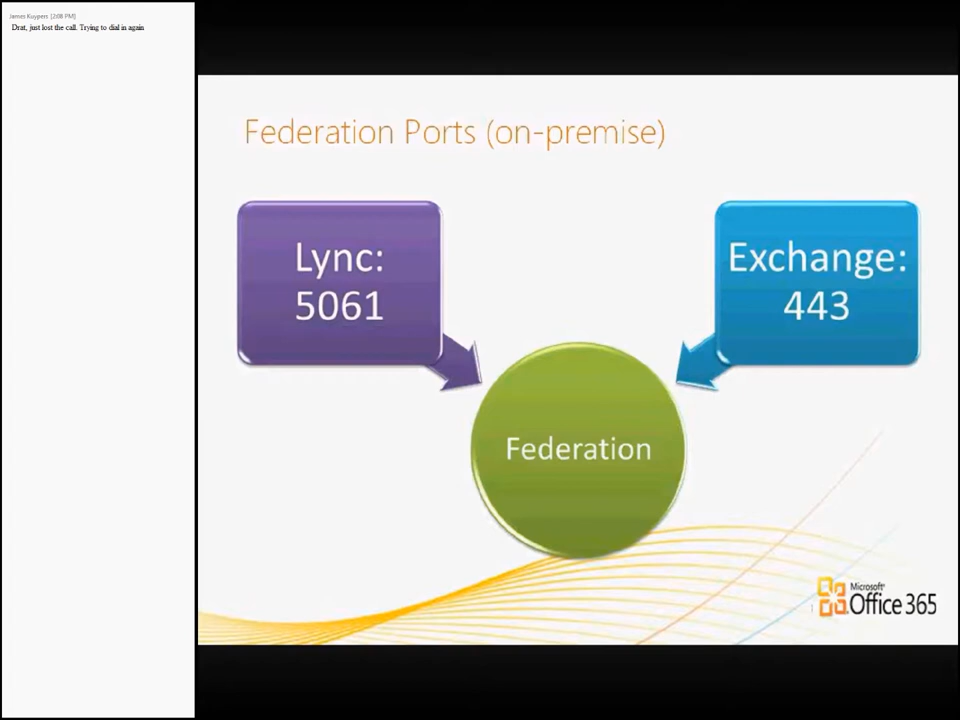 James Kuypers [2:08 PM]
Drat, just lost the call. Trying to dial in again
Federation Ports (on-premise)
Lync:
5061
Exchange:
443
Federation
Microsoft®
Office 365